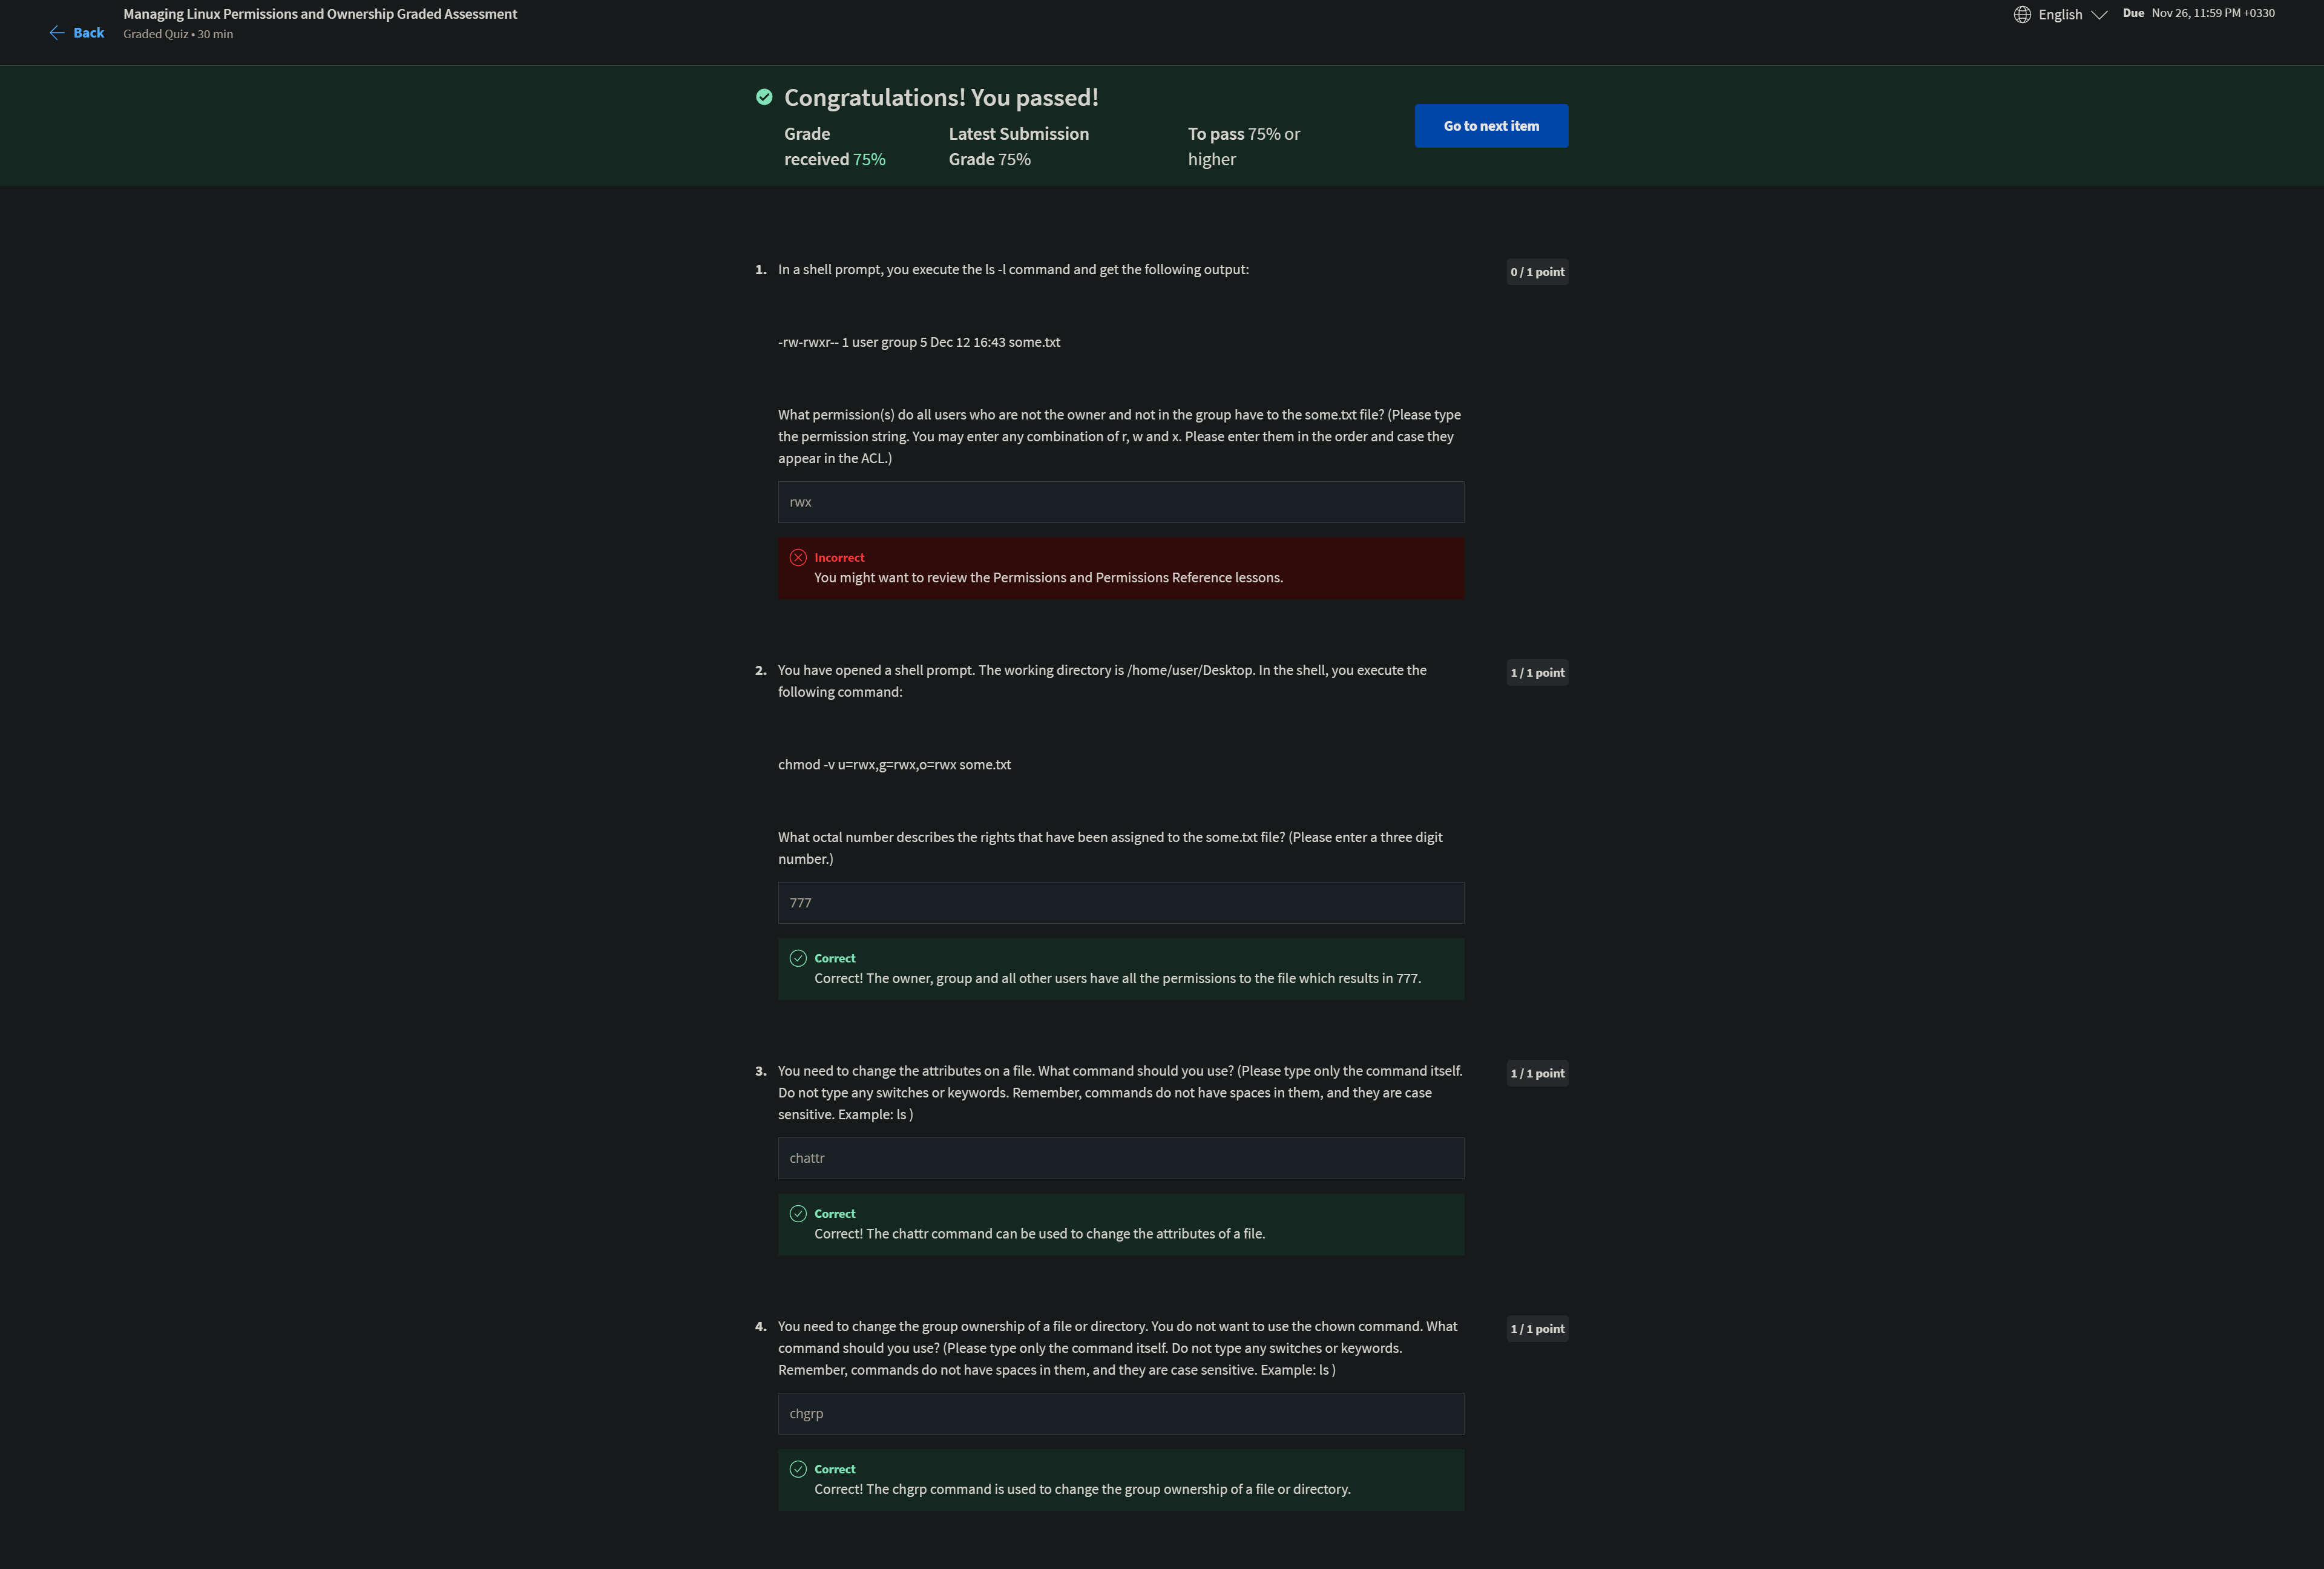 Back
Managing Linux Permissions and Ownership Graded Assessment
Graded Quiz • 30 min
English
Due Nov 26, 11:59 PM +0330
Congratulations! You passed!
Grade
received 75%
Latest Submission
Grade 75%
To pass 75% or
higher
Go to next item
1. In a shell prompt, you execute the ls -l command and get the following output:
0 / 1 point
-rw-rwxr-- 1 user group 5 Dec 12 16:43 some.txt
What permission(s) do all users who are not the owner and not in the group have to the some.txt file? (Please type
the permission string. You may enter any combination of r, w and x. Please enter them in the order and case they
appear in the ACL.)
rwx
Incorrect
You might want to review the Permissions and Permissions Reference lessons.
2. You have opened a shell prompt. The working directory is /home/user/Desktop. In the shell, you execute the
following command:
1 / 1 point
chmod -v u=rwx,g=rwx,o=rwx some.txt
What octal number describes the rights that have been assigned to the some.txt file? (Please enter a three digit
number.)
777
Correct
Correct! The owner, group and all other users have all the permissions to the file which results in 777.
3. You need to change the attributes on a file. What command should you use? (Please type only the command itself.
Do not type any switches or keywords. Remember, commands do not have spaces in them, and they are case
sensitive. Example: ls )
1 / 1 point
chattr
Correct
Correct! The chattr command can be used to change the attributes of a file.
4. You need to change the group ownership of a file or directory. You do not want to use the chown command. What
command should you use? (Please type only the command itself. Do not type any switches or keywords.
Remember, commands do not have spaces in them, and they are case sensitive. Example: ls )
1 / 1 point
chgrp
Correct
Correct! The chgrp command is used to change the group ownership of a file or directory.